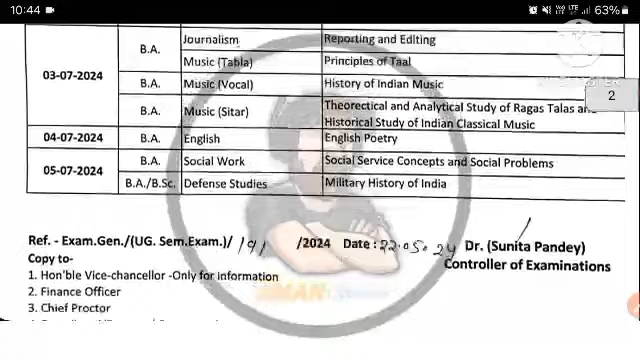 10:44 63%
Journalism Reporting and Editing
B.A.
Music (Tabla) Principles of Taal
03-07-2024 B.A. Music (Vocal) History of Indian Music
B.A. Music (Sitar) Theorectical and Analytical Study of Ragas Talas and
Historical Study of Indian Classical Music
2
04-07-2024 B.A. English English Poetry
05-07-2024 B.A. Social Work Social Service Concepts and Social Problems
B.A./B.Sc. Defense Studies Military History of India
Ref. - Exam.Gen./(UG. Sem.Exam.)/ 191 /2024 Date : 22.05.24 Dr. (Sunita Pandey)
Copy to- Controller of Examinations
1. Hon'ble Vice-chancellor -Only for information
2. Finance Officer
3. Chief Proctor